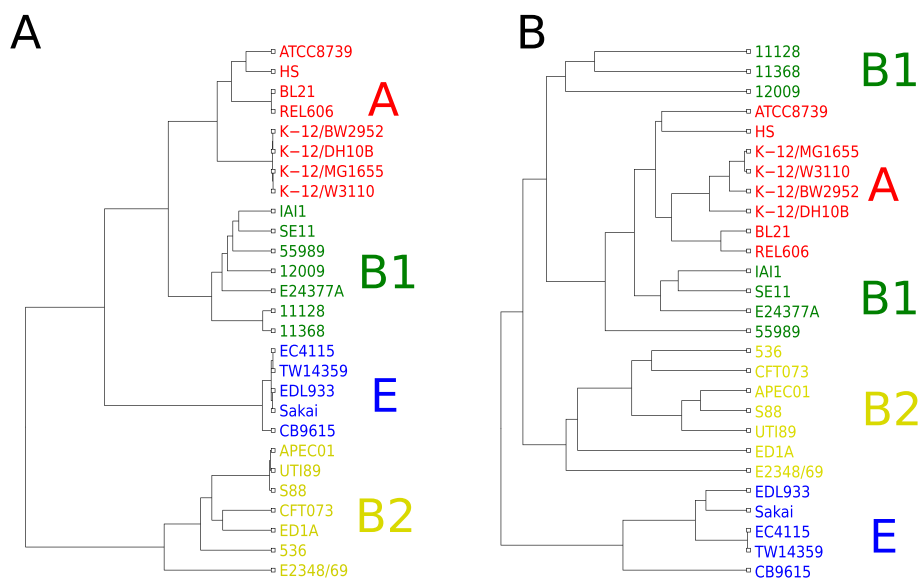 A
ATCC8739
HS
BL21
REL606
A
K−12/BW2952
K−12/DH10B
K−12/MG1655
K−12/W3110
IAI1
SE11
55989
12009
B1
E24377A
11128
11368
EC4115
TW14359
EDL933
E
Sakai
CB9615
APEC01
UTI89
S88
CFT073
B2
ED1A
536
E2348/69
B
11128
B1
11368
12009
ATCC8739
HS
K−12/MG1655
K−12/W3110
A
K−12/BW2952
K−12/DH10B
BL21
REL606
IAI1
SE11
B1
E24377A
55989
536
CFT073
APEC01
B2
S88
UTI89
ED1A
E2348/69
EDL933
Sakai
EC4115
E
TW14359
CB9615